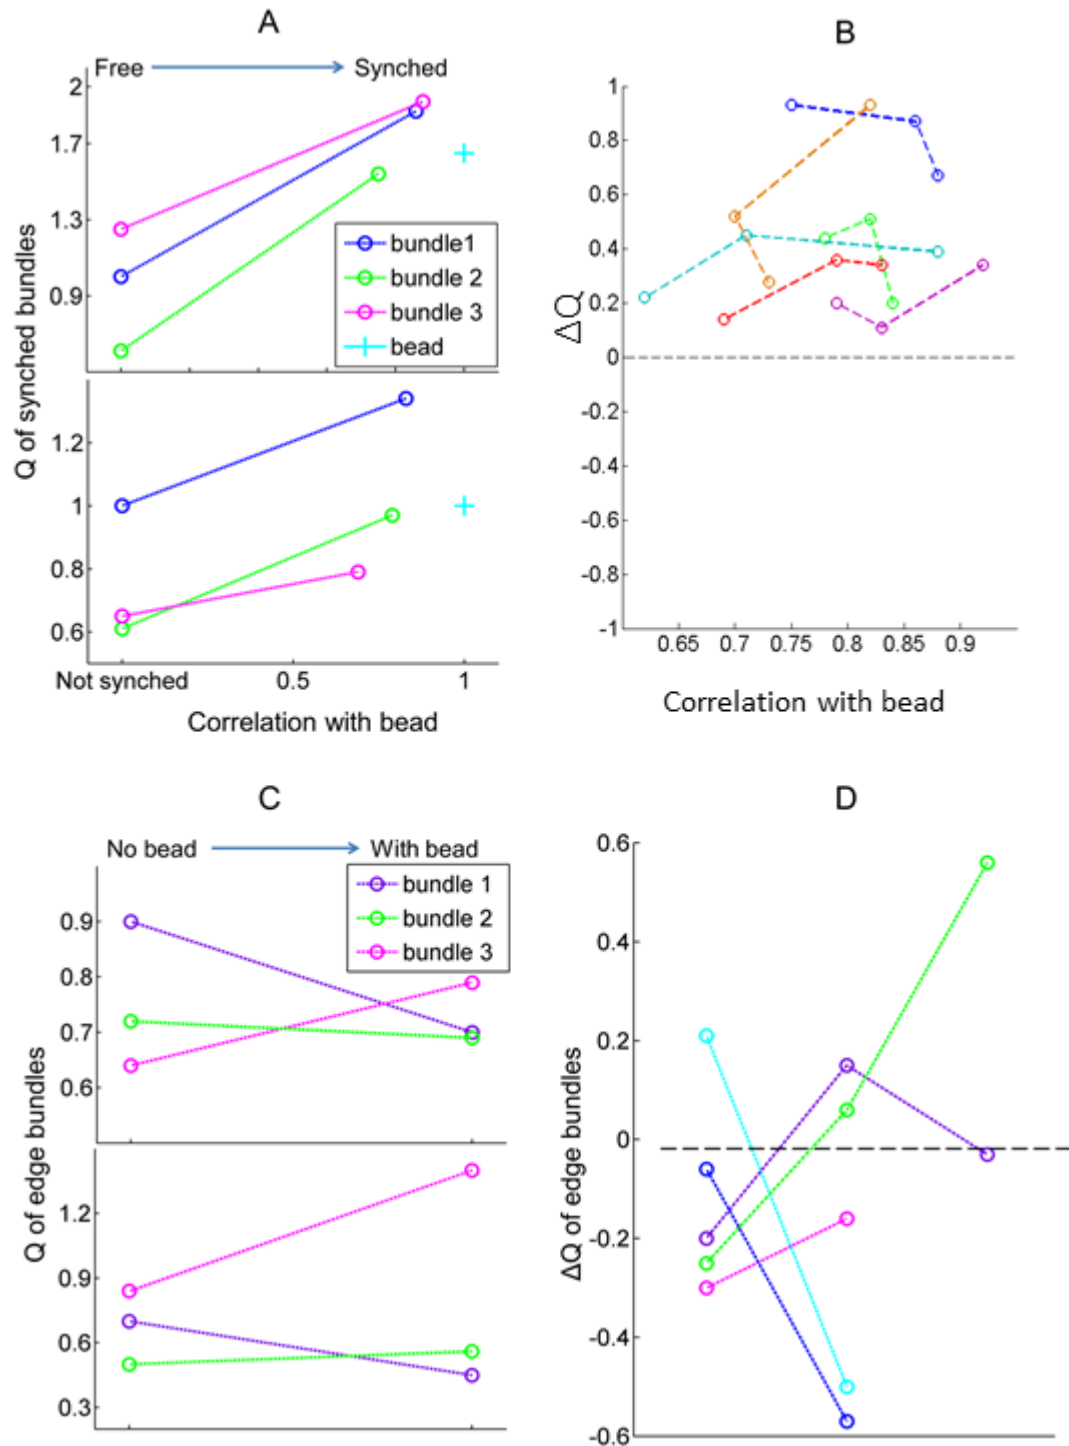 A
Free
Synched
2
1.7
1.3
0.9
bundle1
bundle 2
bundle 3
bead
Q of synched bundles
1.2
1
0.8
0.6
Not synched
0.5
1
Correlation with bead
B
1
0.8
0.6
0.4
0.2
0
-0.2
-0.4
-0.6
-0.8
-1
ΔQ
0.65
0.7
0.75
0.8
0.85
0.9
Correlation with bead
C
No bead
With bead
bundle 1
bundle 2
bundle 3
0.9
0.8
0.7
0.6
Q of edge bundles
1.2
0.9
0.6
0.3
D
0.6
0.4
0.2
0
-0.2
-0.4
-0.6
ΔQ of edge bundles